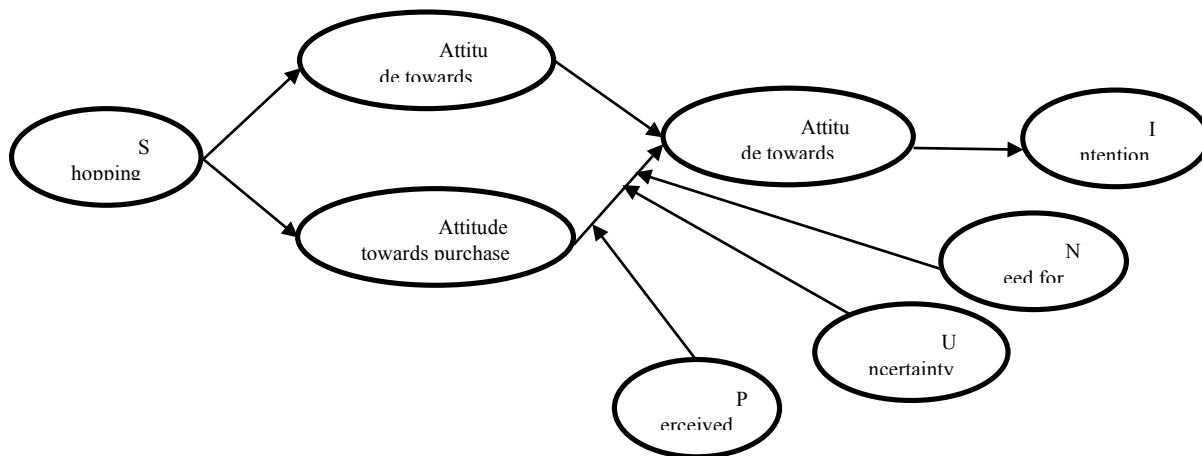 Attitu
de towards
S
hopping
Attitude
towards purchase
Attitu
de towards
I
ntention
N
eed for
U
ncertainty
P
erceived